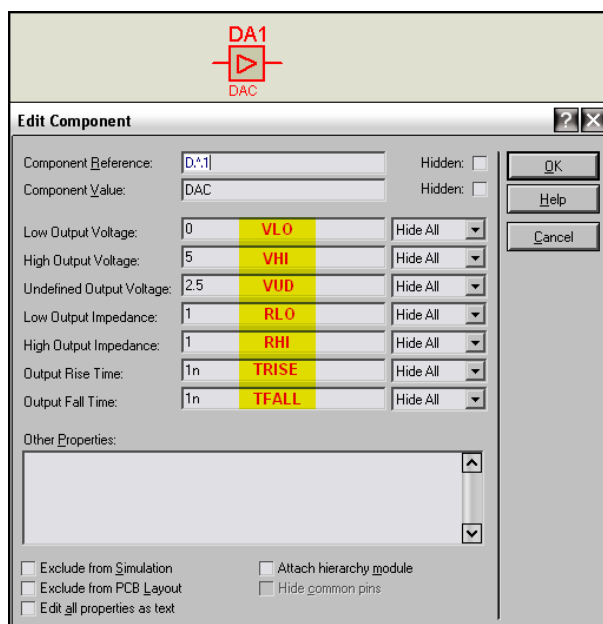 DA1
DAC
Edit Component
Component Reference: D.^.1 Hidden: OK
Component Value: DAC Hidden: Help
Low Output Voltage: 0 VLO Hide All Cancel
High Output Voltage: 5 VHI Hide All
Undefined Output Voltage: 2.5 VUD Hide All
Low Output Impedance: 1 RLO Hide All
High Output Impedance: 1 RHI Hide All
Output Rise Time: 1n TRISE Hide All
Output Fall Time: 1n TFALL Hide All
Other Properties:
Exclude from Simulation Attach hierarchy module
Exclude from PCB Layout Hide common pins
Edit all properties as text